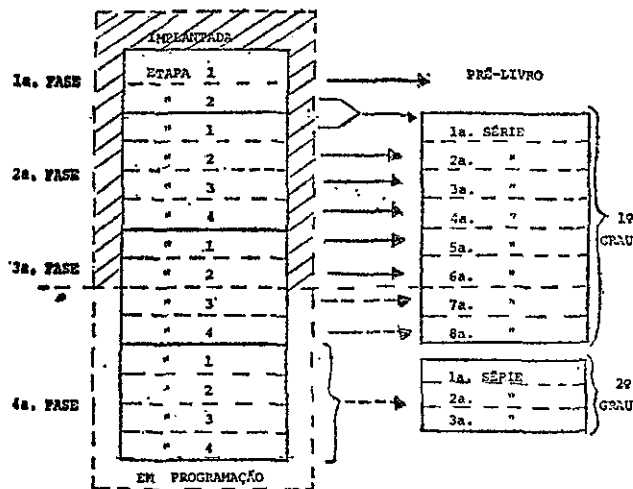 IMPLANTADA
1a. FASE
ETAPA 1
" 2
PRÉ-LIVRO
2a. FASE
" 1
" 2
" 3
" 4
3a. FASE
" 1
" 2
" 3
" 4
4a. FASE
" 1
" 2
" 3
" 4
EM PROGRAMAÇÃO
1a. SÉRIE
2a. "
3a. "
4a. "
5a. "
6a. "
7a. "
8a. "
1º
GRAU
1a. SÉRIE
2a. "
3a. "
2º
GRAU